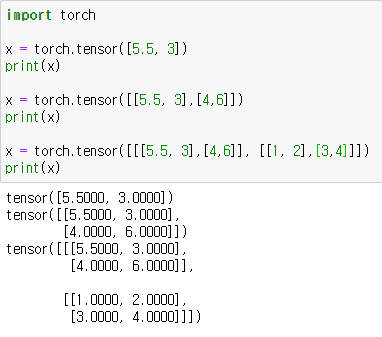 import torch
x = torch.tensor([5.5, 3])
print(x)
x = torch.tensor([[5.5, 3],[4,6]])
print(x)
x = torch.tensor([[[5.5, 3],[4,6]], [[1, 2],[3,4]]])
print(x)
tensor([5.5000, 3.0000])
tensor([[5.5000, 3.0000],
        [4.0000, 6.0000]])
tensor([[[5.5000, 3.0000],
         [4.0000, 6.0000]],
        [[1.0000, 2.0000],
         [3.0000, 4.0000]]])